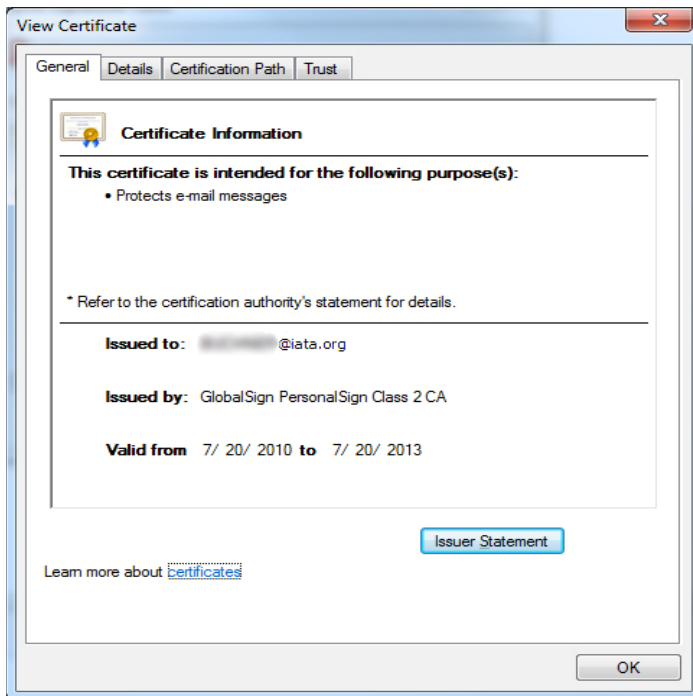 View Certificate
General Details Certification Path Trust
Certificate Information
This certificate is intended for the following purpose(s):
• Protects e-mail messages
* Refer to the certification authority's statement for details.
Issued to: @iata.org
Issued by: GlobalSign PersonalSign Class 2 CA
Valid from 7/ 20/ 2010 to 7/ 20/ 2013
Issuer Statement
Learn more about certificates
OK